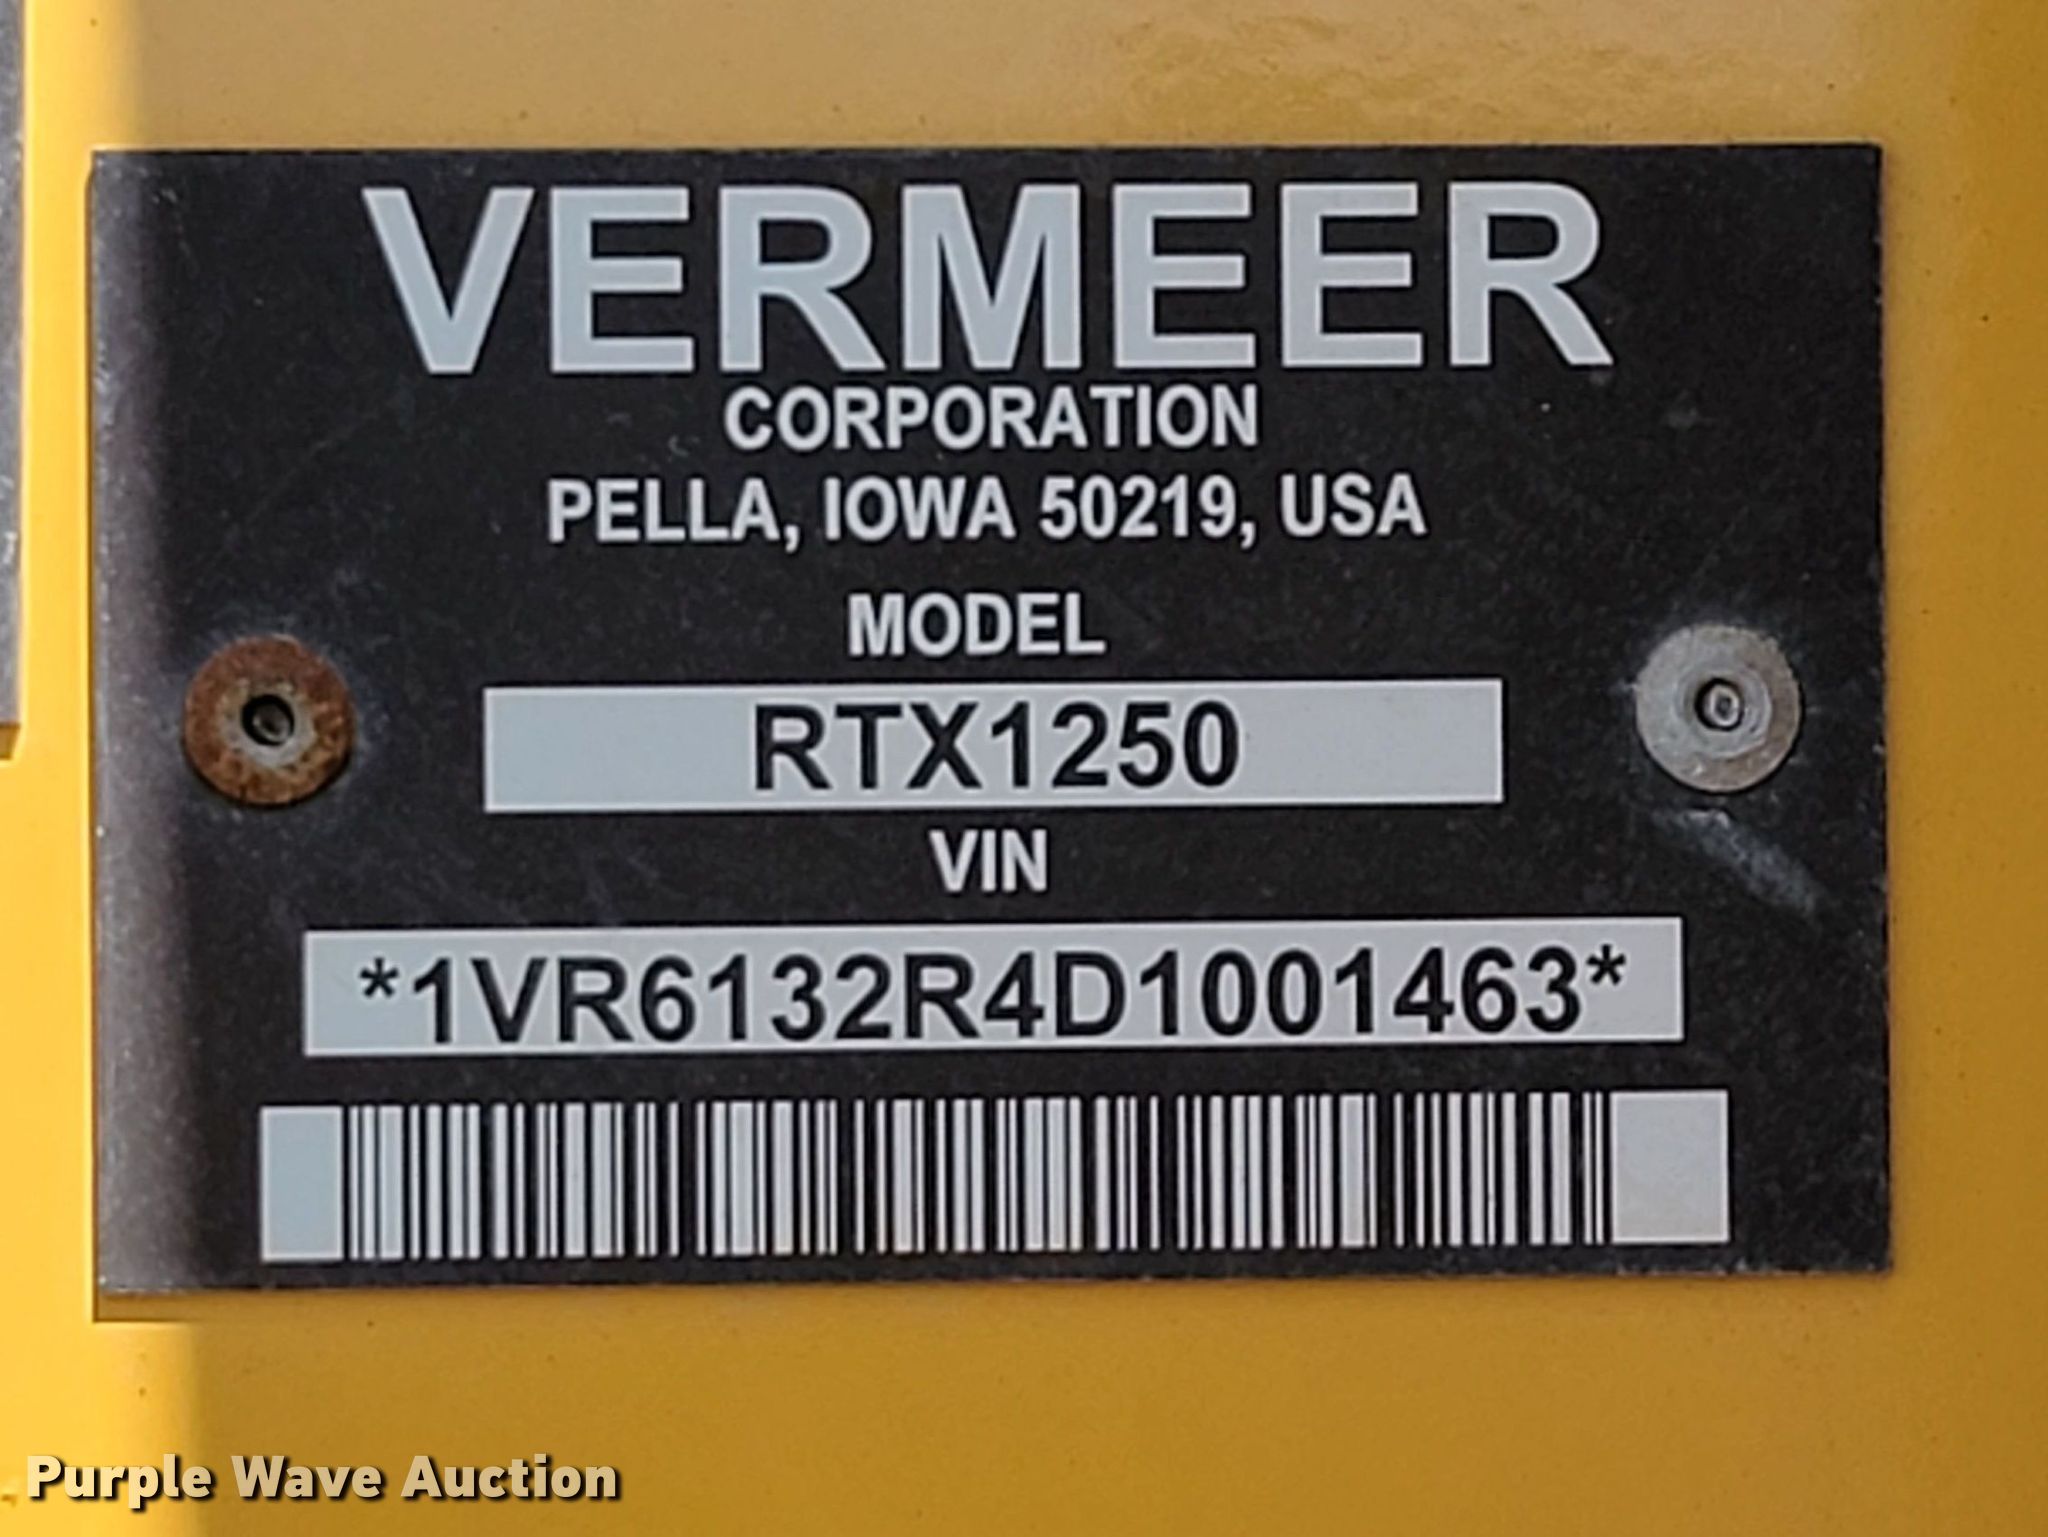 VERMEER
CORPORATION
PELLA, IOWA 50219, USA
MODEL
RTX1250
VIN
*1VR6132R4D1001463*
Purple Wave Auction